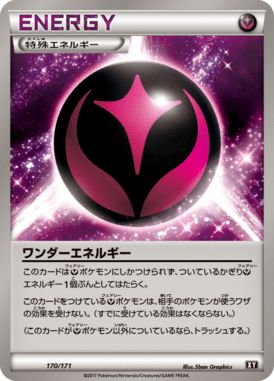 ENERGY
特殊エネルギー
ワンダーエネルギー
このカードはポケモンにしかつけられず、ついているかぎり
エネルギー1個ぶんとしてはたらく。
このカードをつけているポケモンは、相手のポケモンが使うワザ
の効果を受けない。（すでに受けている効果はなくならない。）
このカードがポケモン以外についているなら、トラッシュする。
170/171
Illus.5ban Graphics
XY
©2017 Pokémon/Nintendo/Creatures/GAME FREAK.